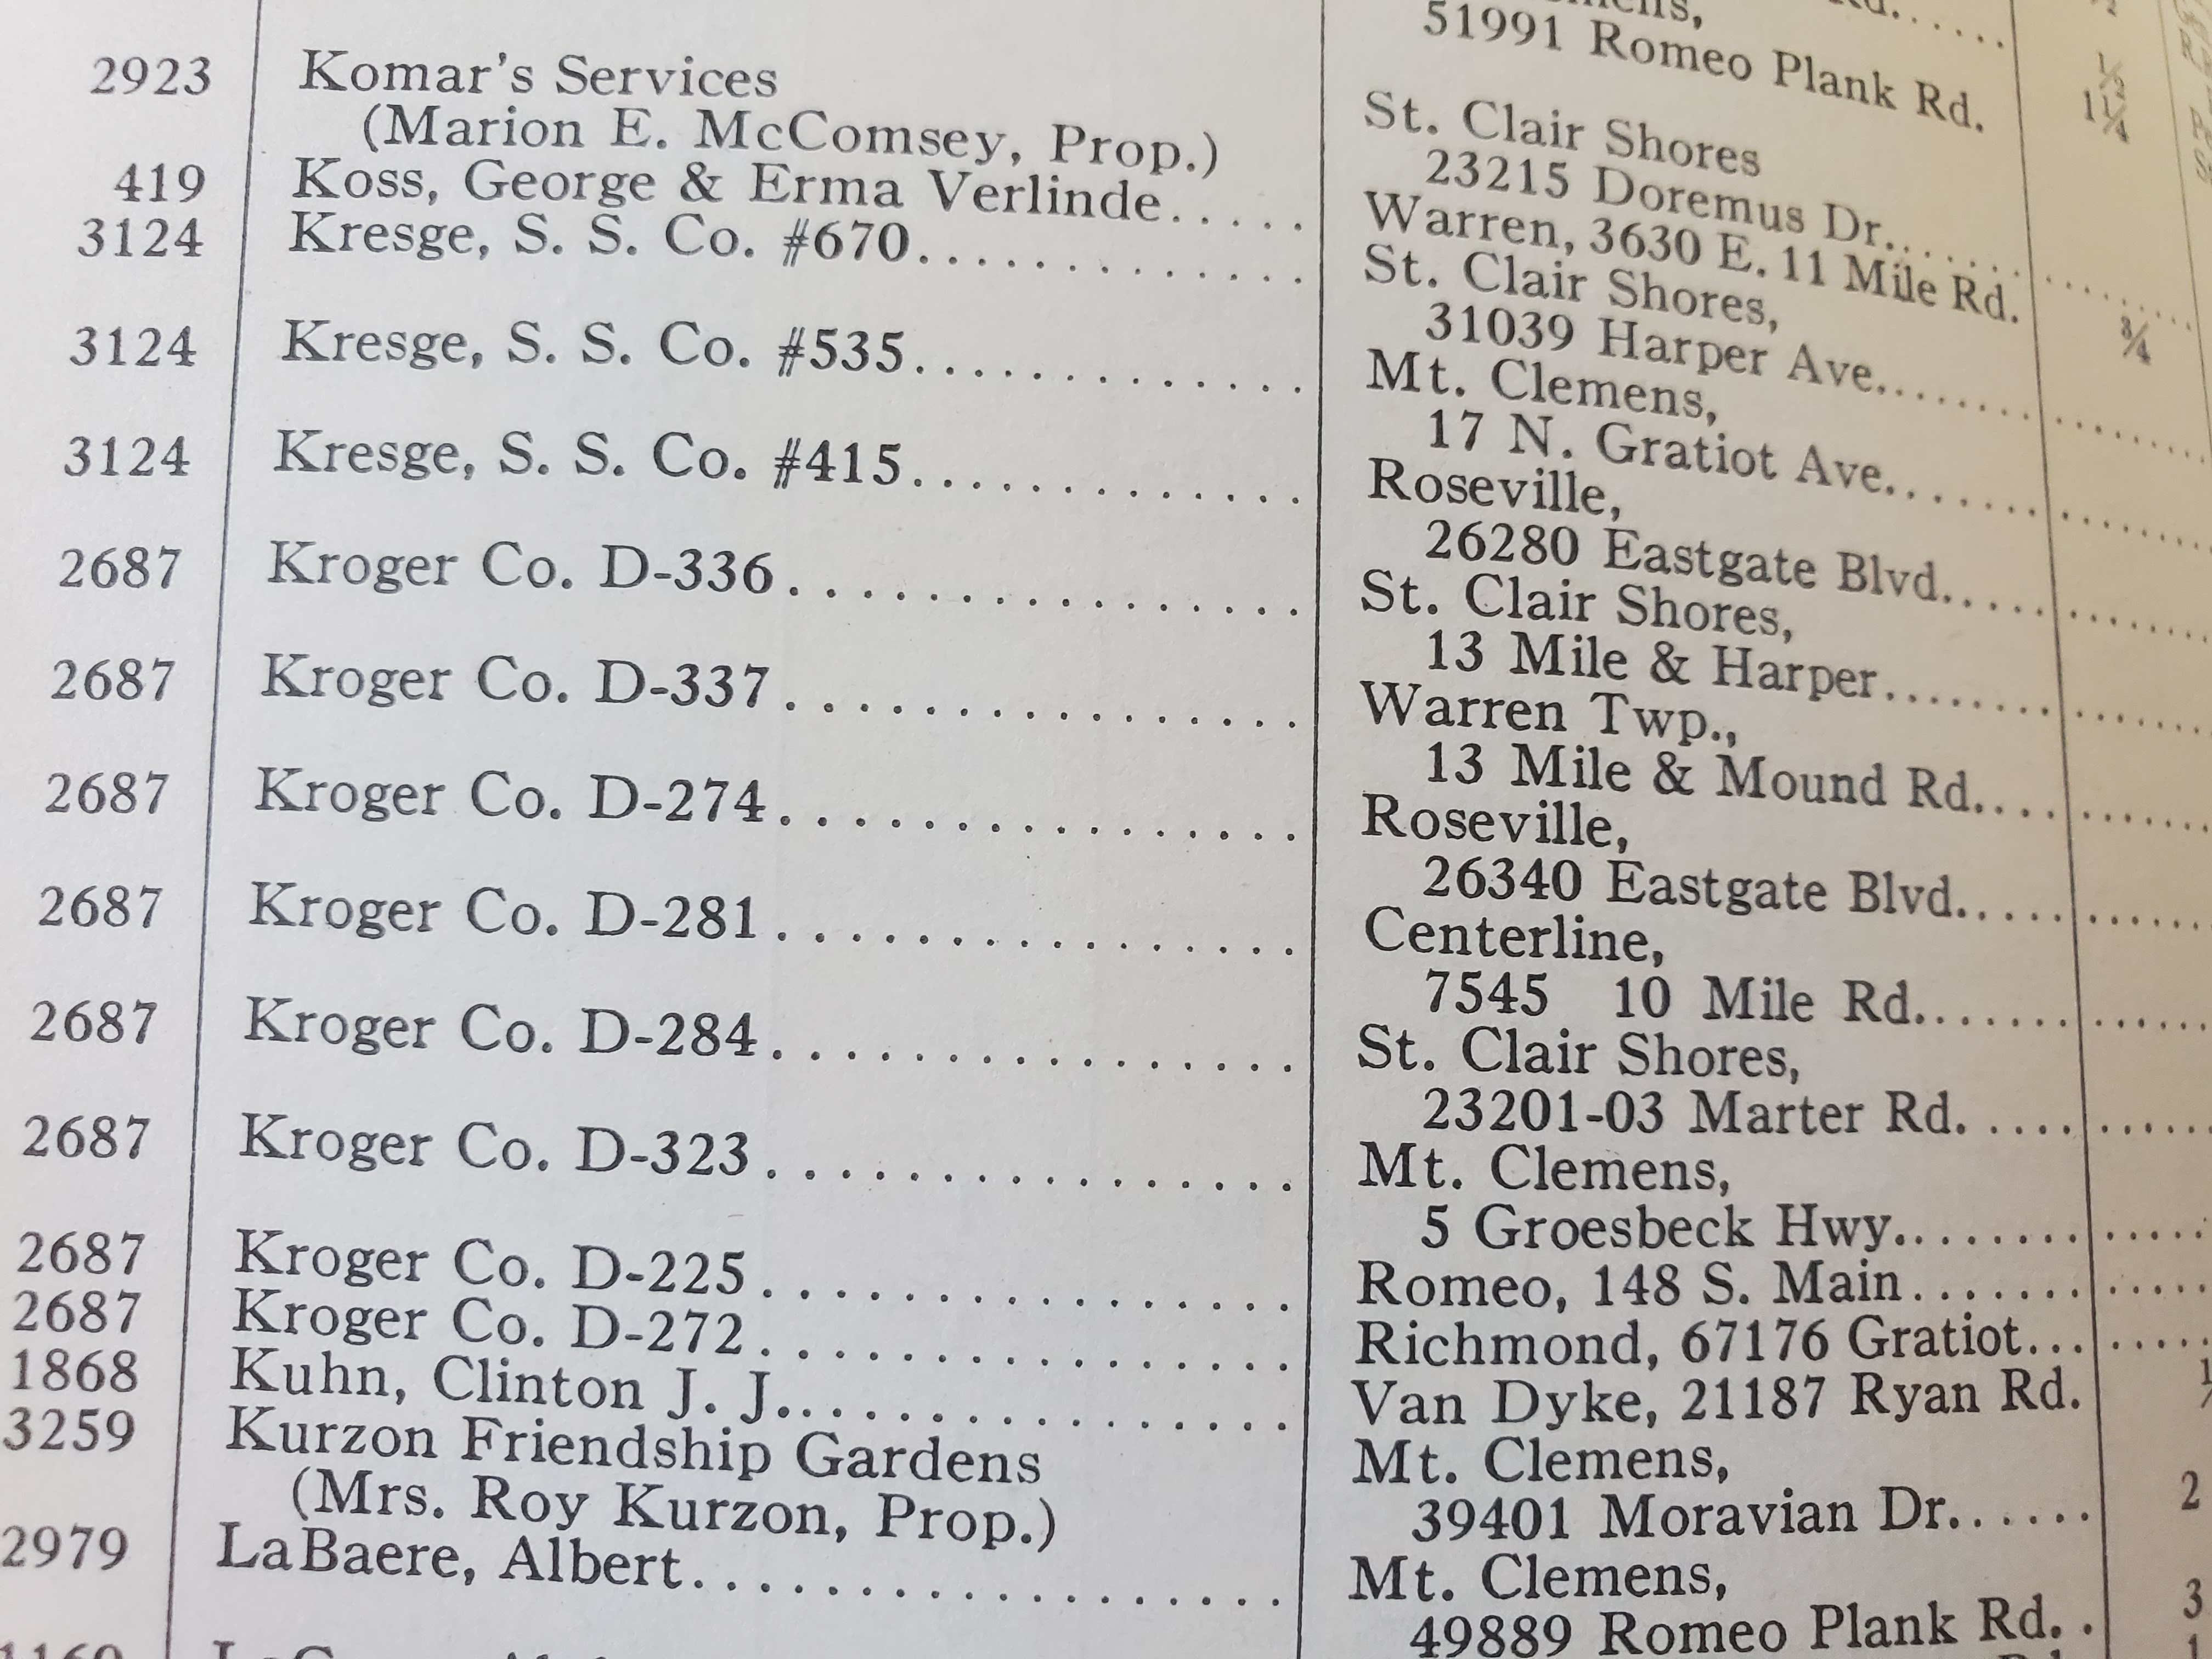 51991 Romeo Plank Rd. 1¼
2923 Komar's Services St. Clair Shores
(Marion E. McComsey, Prop.) 23215 Doremus Dr.
419 Koss, George & Erma Verlinde..... Warren, 3630 E. 11 Mile Rd. ¾
3124 Kresge, S. S. Co. #670............. St. Clair Shores,
31039 Harper Ave.
3124 Kresge, S. S. Co. #535............. Mt. Clemens,
17 N. Gratiot Ave.
3124 Kresge, S. S. Co. #415............. Roseville,
26280 Eastgate Blvd.
2687 Kroger Co. D-336................ St. Clair Shores,
13 Mile & Harper
2687 Kroger Co. D-337................ Warren Twp.,
13 Mile & Mound Rd.
2687 Kroger Co. D-274................ Roseville,
26340 Eastgate Blvd.
2687 Kroger Co. D-281................ Centerline,
7545 10 Mile Rd.
2687 Kroger Co. D-284................ St. Clair Shores,
23201-03 Marter Rd.
2687 Kroger Co. D-323................ Mt. Clemens,
5 Groesbeck Hwy.
2687 Kroger Co. D-225................ Romeo, 148 S. Main
2687 Kroger Co. D-272................ Richmond, 67176 Gratiot
1868 Kuhn, Clinton J. J................ Van Dyke, 21187 Ryan Rd.
3259 Kurzon Friendship Gardens Mt. Clemens,
(Mrs. Roy Kurzon, Prop.) 39401 Moravian Dr...... 2
2979 LaBaere, Albert................. Mt. Clemens,
49889 Romeo Plank Rd. . 3